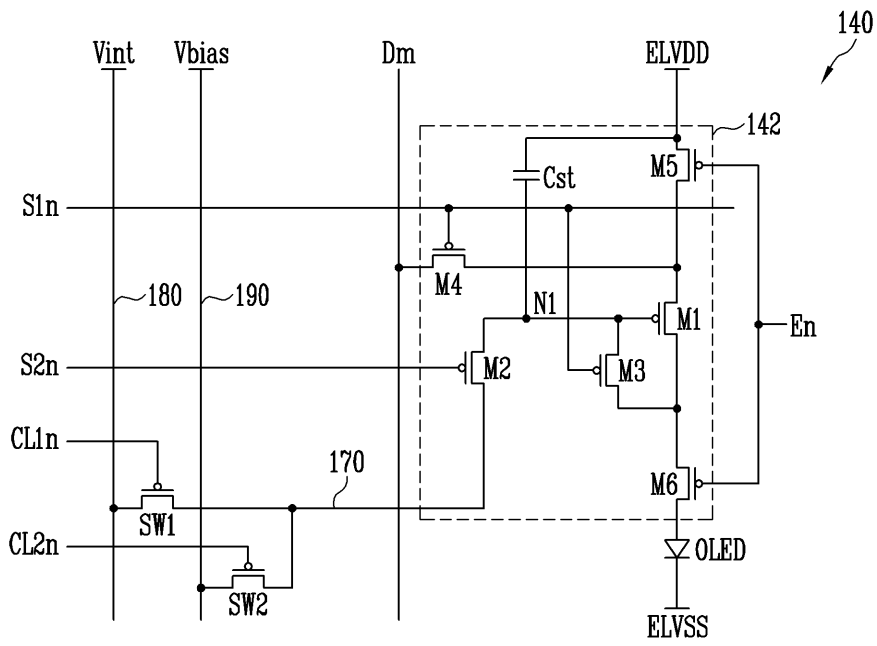 140
Vint
Vbias
Dm
ELVDD
142
M5
Cst
S1n
M4
180
190
N1
M1
En
S2n
M2
M3
CL1n
170
M6
SW1
CL2n
OLED
SW2
ELVSS